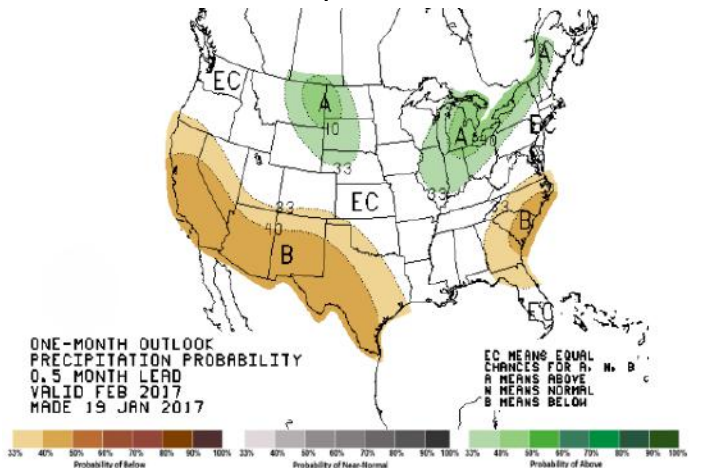 EC
A
10
33
A
A
40
33
EC
EC
33
40
B
33
B
EC
ONE-MONTH OUTLOOK
PRECIPITATION PROBABILITY
0.5 MONTH LEAD
VALID FEB 2017
MADE 19 JAN 2017
EC MEANS EQUAL
CHANCES FOR A, N, B
A MEANS ABOVE
N MEANS NORMAL
B MEANS BELOW
33% 40% 50% 60% 70% 80% 90% 100%
Probability of Below
33% 40% 50% 60% 70% 80% 90% 100%
Probability of Near-Normal
33% 40% 50% 60% 70% 80% 90% 100%
Probability of Above